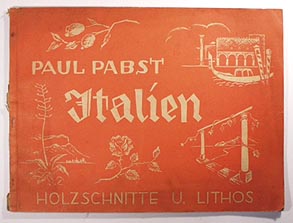 PAUL PABST
Italien
HOLZSCHNITTE U. LITHOS